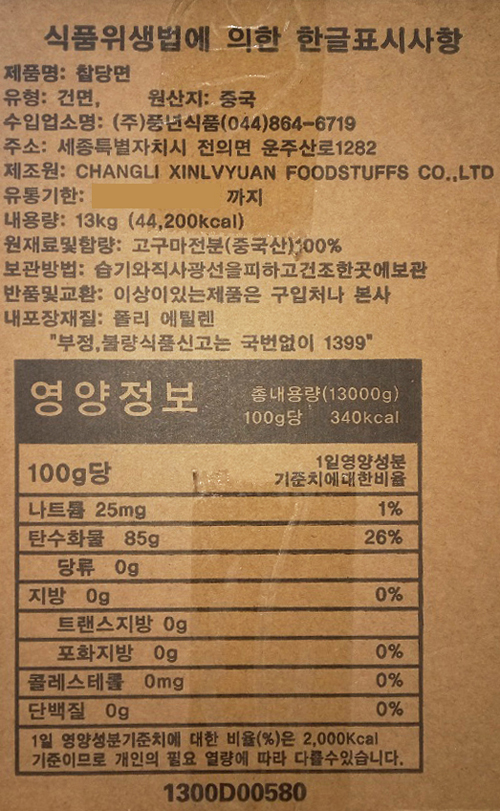 식품위생법에 의한 한글표시사항
제품명: 찰당면
유형: 건면, 원산지: 중국
수입업소명: (주)풍년식품(044)864-6719
주소: 세종특별자치시 전의면 운주산로1282
제조원: CHANGLI XINLVYUAN FOODSTUFFS CO.,LTD
유통기한: 까지
내용량: 13kg (44,200kcal)
원재료및함량: 고구마전분(중국산)100%
보관방법: 습기와직사광선을피하고건조한곳에보관
반품및교환: 이상이있는제품은 구입처나 본사
내포장재질: 폴리 에틸렌
"부정,불량식품신고는 국번없이 1399"
영양정보 총내용량(13000g)
100g당 340kcal
100g당 1일영양성분
기준치에대한비율
나트륨 25mg 1%
탄수화물 85g 26%
당류 0g
지방 0g 0%
트랜스지방 0g
포화지방 0g 0%
콜레스테롤 0mg 0%
단백질 0g 0%
1일 영양성분기준치에 대한 비율(%)은 2,000Kcal
기준이므로 개인의 필요 열량에 따라 다를수있습니다.
1300D00580